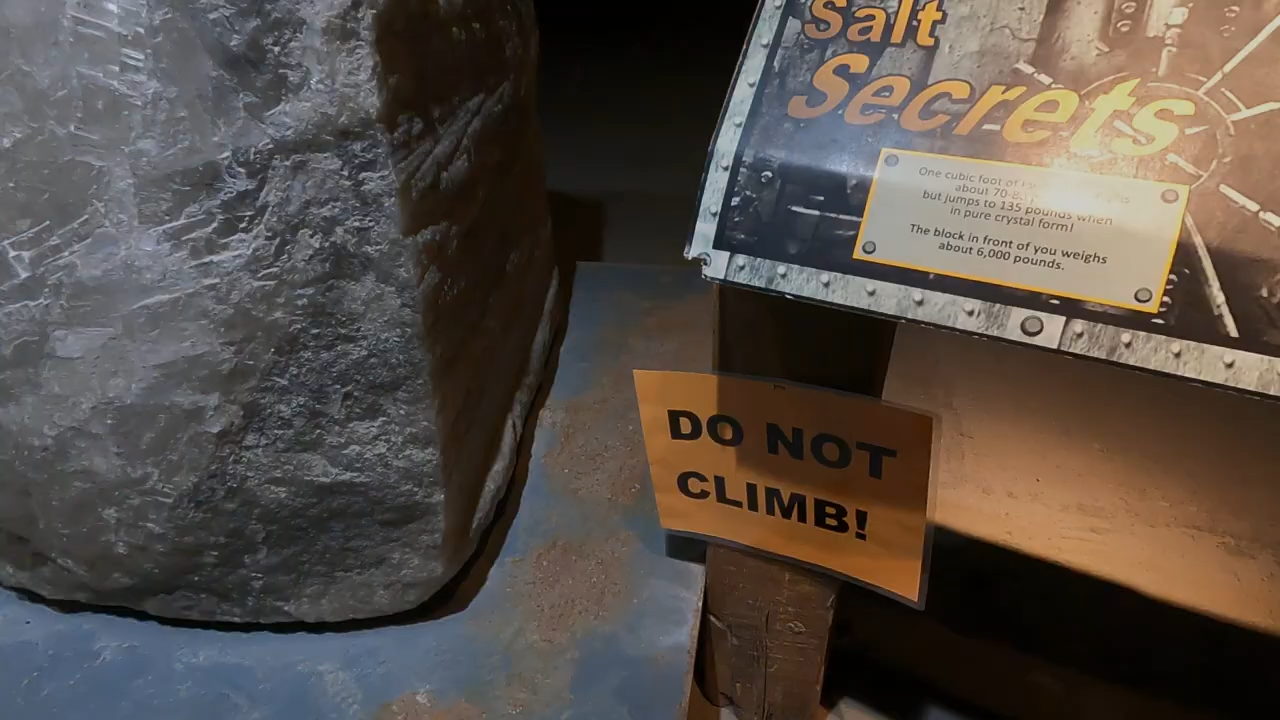 Salt
Secrets
One cubic foot of
about 70-8
but jumps to 135 pounds when
in pure crystal form!
The block in front of you weighs
about 6,000 pounds.
DO NOT
CLIMB!